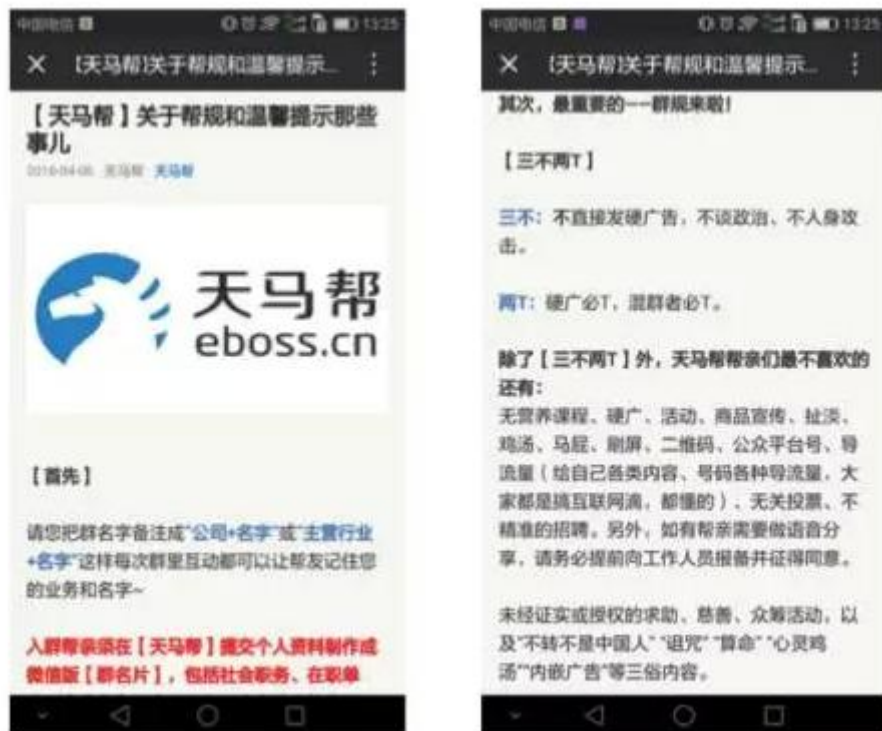 中国电信
13:25
【天马帮】关于帮规和温馨提示...
【天马帮】关于帮规和温馨提示那些
事儿
天马帮 天马帮
天马帮
eboss.cn
【首先】
请您把群名字备注成"公司+名字"或"主营行业
+名字"这样每次群里互动都可以让帮友记住您
的业务和名字~
入群帮亲须在【天马帮】提交个人资料制作成
微信版【群名片】，包括社会职务、在职单
中国电信
13:25
【天马帮】关于帮规和温馨提示...
其次，最重要的——群规来啦！
【三不两T】
三不：不直接发硬广告，不谈政治、不人身攻
击。
两T：硬广必T，混群者必T。
除了【三不两T】外，天马帮帮亲们最不喜欢的
还有：
无营养课程、硬广、活动、商品宣传、扯淡、
鸡汤、马屁、刷屏、二维码、公众平台号、导
流量（给自己各类内容、号码各种导流量，大
家都是搞互联网滴，都懂的）、无关投票、不
精准的招聘。另外，如有帮亲需要做语音分
享，请务必提前向工作人员报备并征得同意。
未经证实或授权的求助、慈善、众筹活动，以
及"不转不是中国人" "诅咒" "算命" "心灵鸡
汤""内嵌广告"等三俗内容。